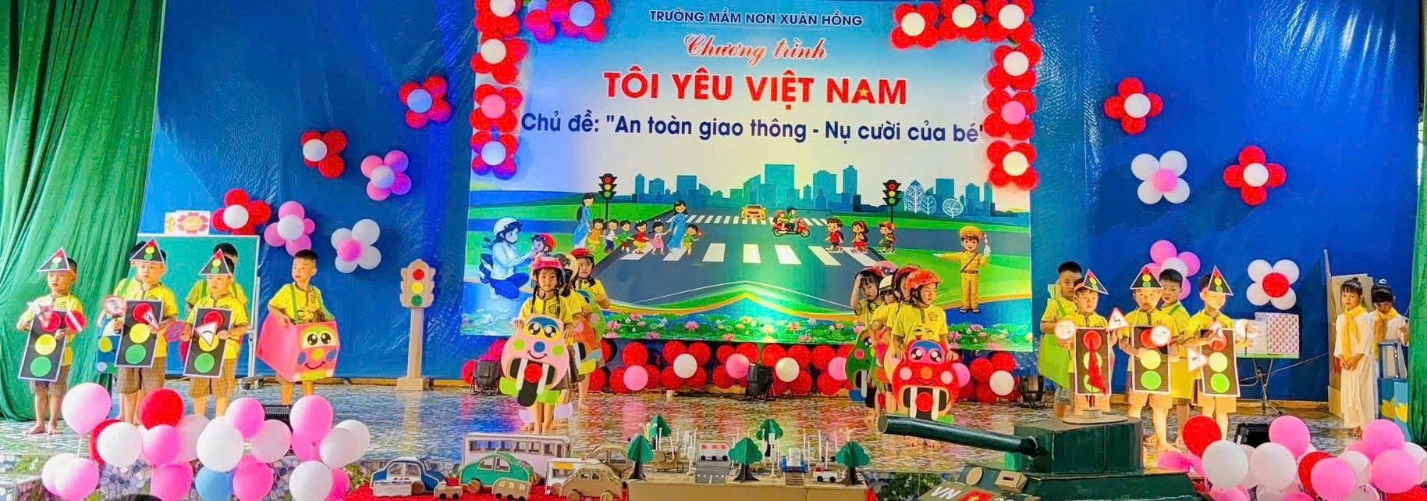 TRƯỜNG MẦM NON XUÂN HỒNG
Chương trình
TÔI YÊU VIỆT NAM
Chủ đề: "An toàn giao thông - Nụ cười của bé"
VN